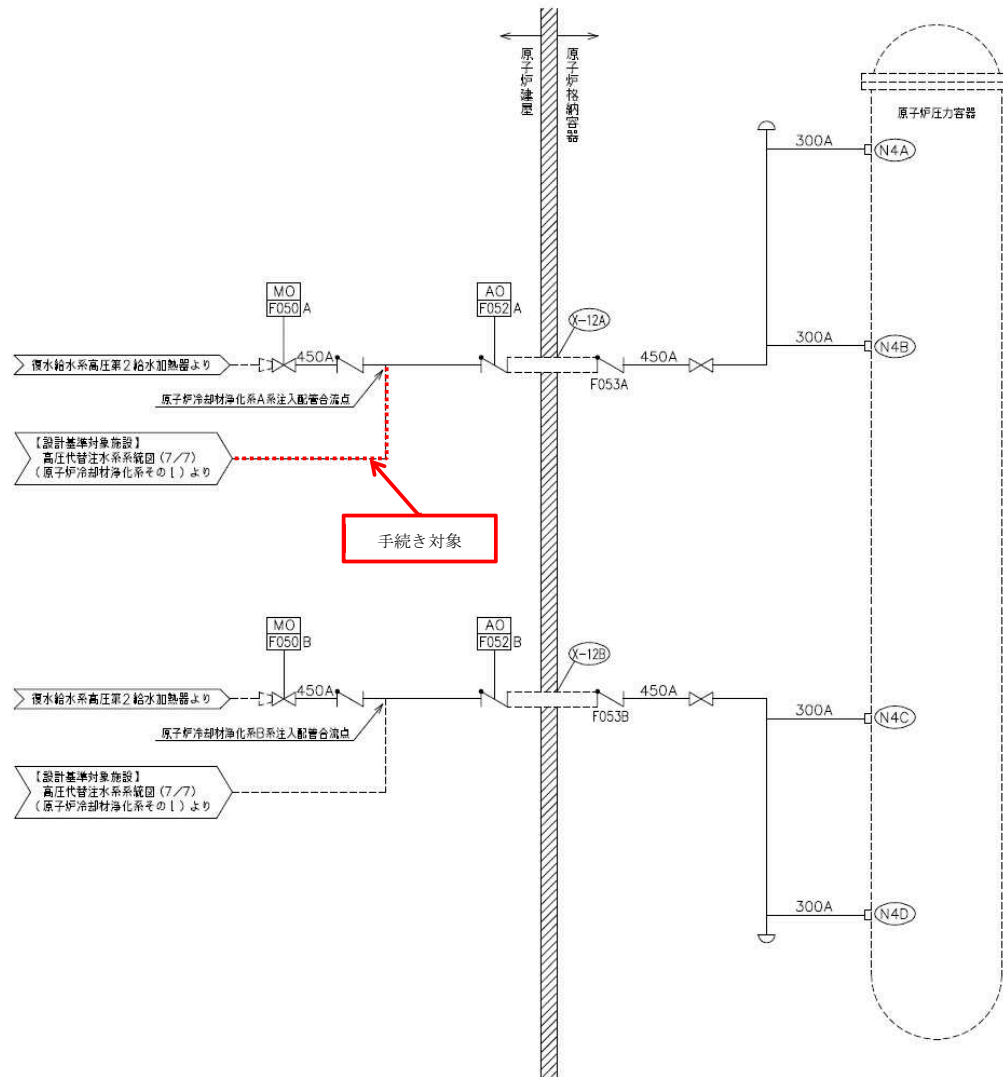 原子炉建屋
原子炉格納容器
原子炉圧力容器
300A
N4A
MO
F050 A
AO
F052 A
X-12A
300A
N4B
復水給水系高圧第2給水加熱器より
450A
450A
F053A
原子炉冷却材浄化系A系注入配管合流点
【設計基準対象施設】
高圧代替注水系系統図(7/7)
(原子炉冷却材浄化系その1)より
手続き対象
MO
F050 B
AO
F052 B
X-12B
復水給水系高圧第2給水加熱器より
450A
450A
F053B
300A
N4C
原子炉冷却材浄化系B系注入配管合流点
【設計基準対象施設】
高圧代替注水系系統図(7/7)
(原子炉冷却材浄化系その1)より
300A
N4D